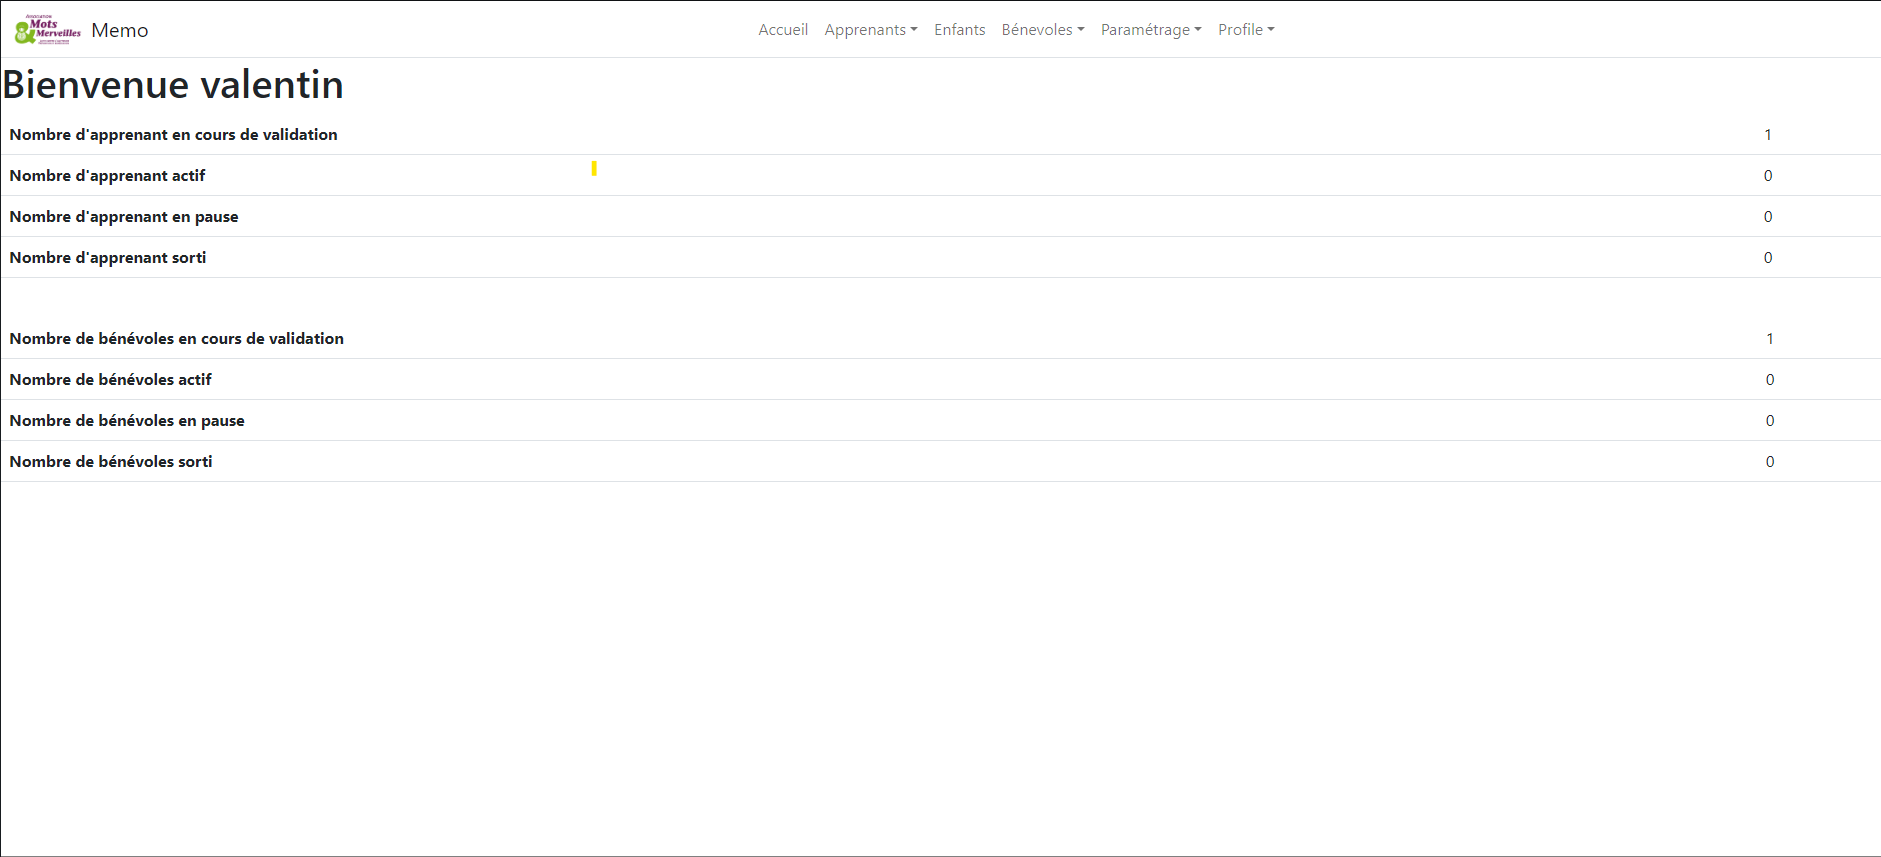 ASSOCIATION
Mots
& Merveilles
Memo
Accueil Apprenants Enfants Bénevoles Paramétrage Profile
Bienvenue valentin
Nombre d'apprenant en cours de validation 1
Nombre d'apprenant actif 0
Nombre d'apprenant en pause 0
Nombre d'apprenant sorti 0
Nombre de bénévoles en cours de validation 1
Nombre de bénévoles actif 0
Nombre de bénévoles en pause 0
Nombre de bénévoles sorti 0